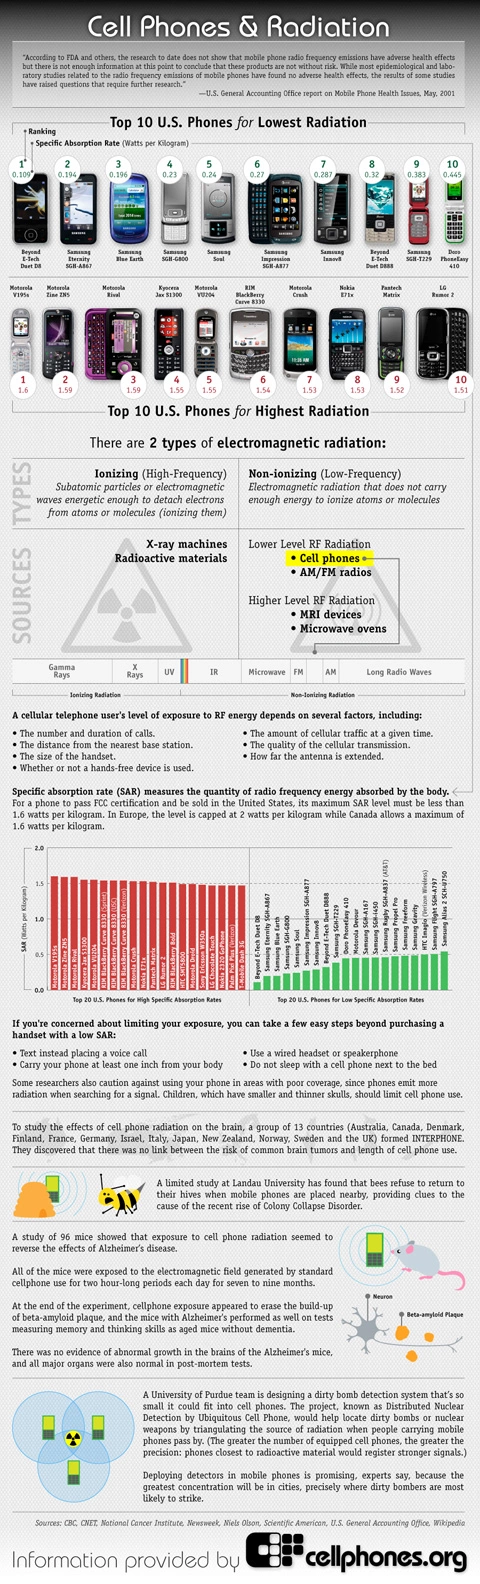 Cell Phones & Radiation
"According to FDA and others, the research to date does not show that mobile phone radio frequency emissions have adverse health effects
but there is not enough information at this point to conclude that these products are not without risk. While most epidemiological and labo-
ratory studies related to the radio frequency emissions of mobile phones have found no adverse health effects, the results of some studies
have raised questions that require further research."
—U.S. General Accounting Office report on Mobile Phone Health Issues, May, 2001
Top 10 U.S. Phones for Lowest Radiation
Ranking
Specific Absorption Rate (Watts per Kilogram)
1 2 3 4 5 6 7 8 9 10
0.109 0.194 0.196 0.23 0.24 0.27 0.287 0.32 0.383 0.445
Beyond E-Tech Duet D8
Samsung Eternity SGH-A867
Samsung Blue Earth
Samsung SGH-G800
Samsung Soul
Samsung Impression SGH-A877
Samsung Innov8
Beyond E-Tech Duet D888
Samsung SGH-T229
Doro PhoneEasy 410
Motorola V195s
Motorola Zine ZN5
Motorola Rival
Kyocera Jax S1300
Motorola VU204
RIM BlackBerry Curve 8330
Motorola Crush
Nokia E71x
Pantech Matrix
LG Rumor 2
1 2 3 4 5 6 7 8 9 10
1.6 1.59 1.59 1.55 1.55 1.54 1.53 1.53 1.52 1.51
Top 10 U.S. Phones for Highest Radiation
There are 2 types of electromagnetic radiation:
TYPES
Ionizing (High-Frequency)
Subatomic particles or electromagnetic
waves energetic enough to detach electrons
from atoms or molecules (ionizing them)
Non-ionizing (Low-Frequency)
Electromagnetic radiation that does not carry
enough energy to ionize atoms or molecules
SOURCES
X-ray machines
Radioactive materials
Lower Level RF Radiation
• Cell phones
• AM/FM radios
Higher Level RF Radiation
• MRI devices
• Microwave ovens
Gamma Rays
X Rays
UV
IR
Microwave
FM
AM
Long Radio Waves
Ionizing Radiation
Non-Ionizing Radiation
A cellular telephone user's level of exposure to RF energy depends on several factors, including:
• The number and duration of calls.
• The distance from the nearest base station.
• The size of the handset.
• Whether or not a hands-free device is used.
• The amount of cellular traffic at a given time.
• The quality of the cellular transmission.
• How far the antenna is extended.
Specific absorption rate (SAR) measures the quantity of radio frequency energy absorbed by the body.
For a phone to pass FCC certification and be sold in the United States, its maximum SAR level must be less than
1.6 watts per kilogram. In Europe, the level is capped at 2 watts per kilogram while Canada allows a maximum of
1.6 watts per kilogram.
SAR (Watts per Kilogram)
2.0
1.5
1.0
0.5
0.0
Motorola V195s
Motorola Zine ZN5
Motorola Rival
Kyocera Jax S1300
Motorola VU204
RIM BlackBerry Curve 8330 (Sprint)
RIM BlackBerry Curve 8330
RIM BlackBerry Curve 8330 (Verizon)
Motorola Crush
Nokia E71x
Pantech Matrix
LG Rumor 2
RIM BlackBerry Bold
Motorola Droid
Sony Ericsson W350a
LG Chocolate Touch
Palm Pixi Plus (Verizon)
T-Mobile Dash 3G
Beyond E-Tech Duet D8
Samsung Eternity SGH-A867
Samsung Blue Earth
Samsung SGH-G800
Samsung Soul
Samsung Impression SGH-A877
Samsung Innov8
Beyond E-Tech Duet D888
Samsung SGH-T229
Doro PhoneEasy 410
Motorola Devour
Samsung SGH-A167
Samsung SGH-i450
Samsung Rugby SGH-A837 (AT&T)
Samsung Propel Pro
Samsung Freeform
Samsung Gravity
HTC Imagio (Verizon Wireless)
Samsung Flight SGH-A797
Samsung Alias 2 SCH-U750
Top 20 U.S. Phones for High Specific Absorption Rates
Top 20 U.S. Phones for Low Specific Absorption Rates
If you're concerned about limiting your exposure, you can take a few easy steps beyond purchasing a
handset with a low SAR:
• Text instead placing a voice call
• Carry your phone at least one inch from your body
• Use a wired headset or speakerphone
• Do not sleep with a cell phone next to the bed
Some researchers also caution against using your phone in areas with poor coverage, since phones emit more
radiation when searching for a signal. Children, which have smaller and thinner skulls, should limit cell phone use.
To study the effects of cell phone radiation on the brain, a group of 13 countries (Australia, Canada, Denmark,
Finland, France, Germany, Israel, Italy, Japan, New Zealand, Norway, Sweden and the UK) formed INTERPHONE.
They discovered that there was no link between the risk of common brain tumors and length of cell phone use.
A limited study at Landau University has found that bees refuse to return to
their hives when mobile phones are placed nearby, providing clues to the
cause of the recent rise of Colony Collapse Disorder.
A study of 96 mice showed that exposure to cell phone radiation seemed to
reverse the effects of Alzheimer's disease.
All of the mice were exposed to the electromagnetic field generated by standard
cellphone use for two hour-long periods each day for seven to nine months.
At the end of the experiment, cellphone exposure appeared to erase the build-up
of beta-amyloid plaque, and the mice with Alzheimer's performed as well on tests
measuring memory and thinking skills as aged mice without dementia.
There was no evidence of abnormal growth in the brains of the Alzheimer's mice,
and all major organs were also normal in post-mortem tests.
Neuron
Beta-amyloid Plaque
A University of Purdue team is designing a dirty bomb detection system that's so
small it could fit into cell phones. The project, known as Distributed Nuclear
Detection by Ubiquitous Cell Phone, would help locate dirty bombs or nuclear
weapons by triangulating the source of radiation when people carrying mobile
phones pass by. (The greater the number of equipped cell phones, the greater the
precision: phones closest to radioactive material would register stronger signals.)
Deploying detectors in mobile phones is promising, experts say, because the
greatest concentration will be in cities, precisely where dirty bombers are most
likely to strike.
Sources: CBC, CNET, National Cancer Institute, Newsweek, Niels Olson, Scientific American, U.S. General Accounting Office, Wikipedia
Information provided by cellphones.org